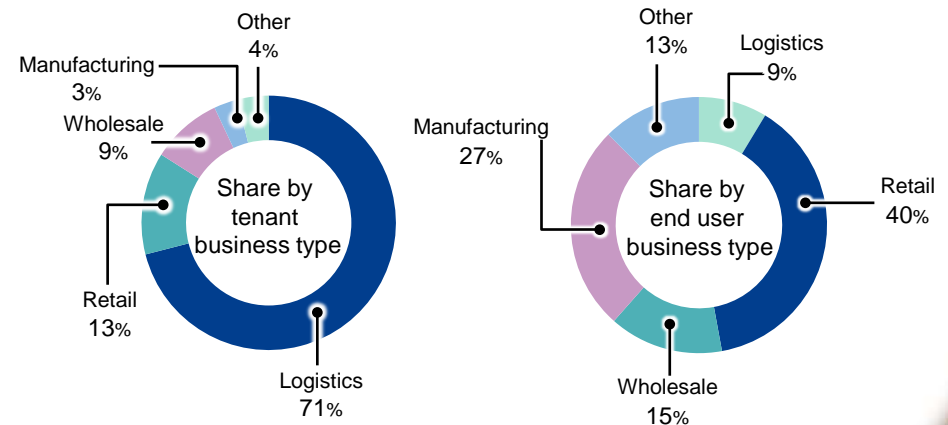 Other
4%
Manufacturing
3%
Wholesale
9%
Share by
tenant
business type
Retail
13%
Logistics
71%
Other
13%
Logistics
9%
Manufacturing
27%
Share by
end user
business type
Retail
40%
Wholesale
15%